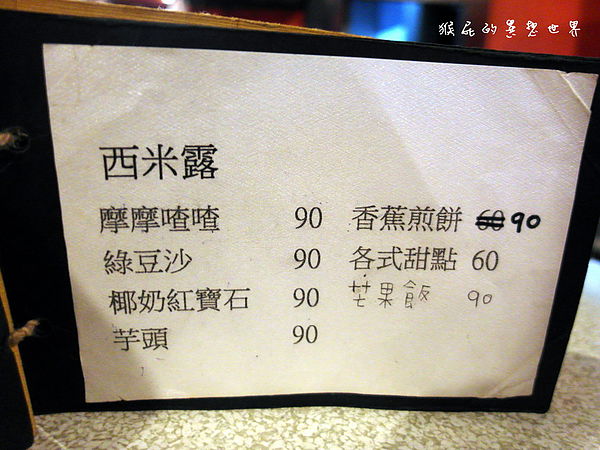 猴屁的異想世界
西米露
摩摩喳喳 90 香蕉煎餅 60 90
綠豆沙 90 各式甜點 60
椰奶紅寶石 90 芒果飯 90
芋頭 90